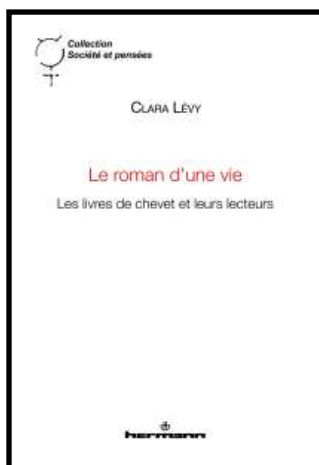 Collection
Société et pensées
CLARA LÉVY
Le roman d'une vie
Les livres de chevet et leurs lecteurs
hermann